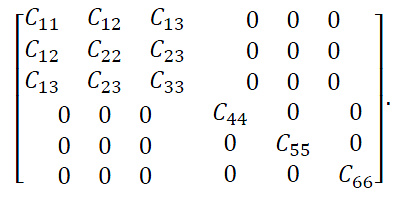 C₁₁ C₁₂ C₁₃ 0 0 0
C₁₂ C₂₂ C₂₃ 0 0 0
C₁₃ C₂₃ C₃₃ 0 0 0
0 0 0 C₄₄ 0 0
0 0 0 0 C₅₅ 0
0 0 0 0 0 C₆₆ .